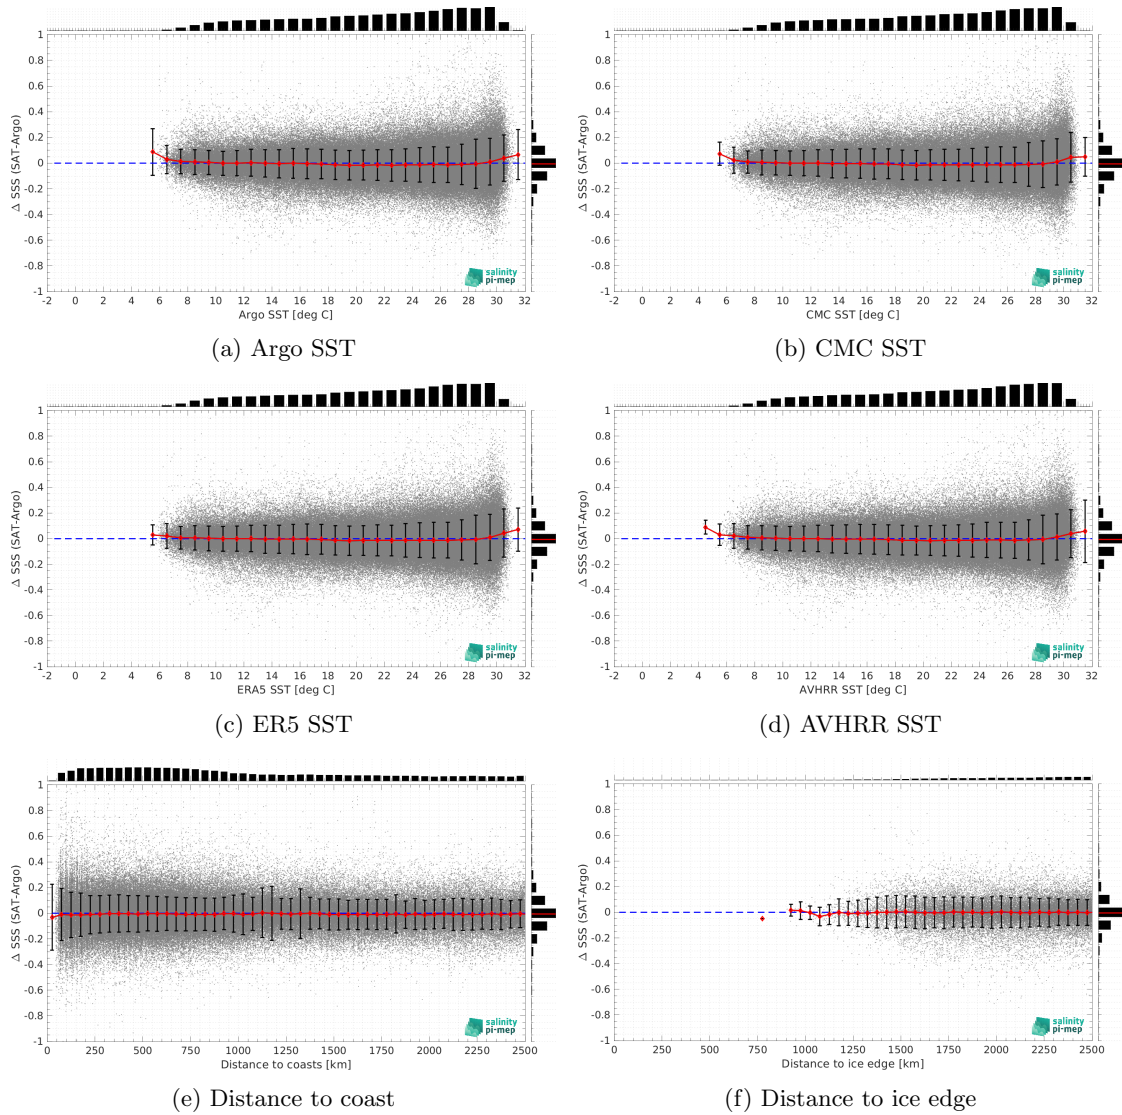 Δ SSS (SAT-Argo)
1
0.8
0.6
0.4
0.2
0
-0.2
-0.4
-0.6
-0.8
-1
salinity
pi-mep
-2 0 2 4 6 8 10 12 14 16 18 20 22 24 26 28 30 32
Argo SST [deg C]
(a) Argo SST
Δ SSS (SAT-Argo)
1
0.8
0.6
0.4
0.2
0
-0.2
-0.4
-0.6
-0.8
-1
salinity
pi-mep
-2 0 2 4 6 8 10 12 14 16 18 20 22 24 26 28 30 32
CMC SST [deg C]
(b) CMC SST
Δ SSS (SAT-Argo)
1
0.8
0.6
0.4
0.2
0
-0.2
-0.4
-0.6
-0.8
-1
salinity
pi-mep
-2 0 2 4 6 8 10 12 14 16 18 20 22 24 26 28 30 32
ERA5 SST [deg C]
(c) ER5 SST
Δ SSS (SAT-Argo)
1
0.8
0.6
0.4
0.2
0
-0.2
-0.4
-0.6
-0.8
-1
salinity
pi-mep
-2 0 2 4 6 8 10 12 14 16 18 20 22 24 26 28 30 32
AVHRR SST [deg C]
(d) AVHRR SST
Δ SSS (SAT-Argo)
1
0.8
0.6
0.4
0.2
0
-0.2
-0.4
-0.6
-0.8
-1
salinity
pi-mep
0 250 500 750 1000 1250 1500 1750 2000 2250 2500
Distance to coasts [km]
(e) Distance to coast
Δ SSS (SAT-Argo)
1
0.8
0.6
0.4
0.2
0
-0.2
-0.4
-0.6
-0.8
-1
salinity
pi-mep
0 250 500 750 1000 1250 1500 1750 2000 2250 2500
Distance to ice edge [km]
(f) Distance to ice edge